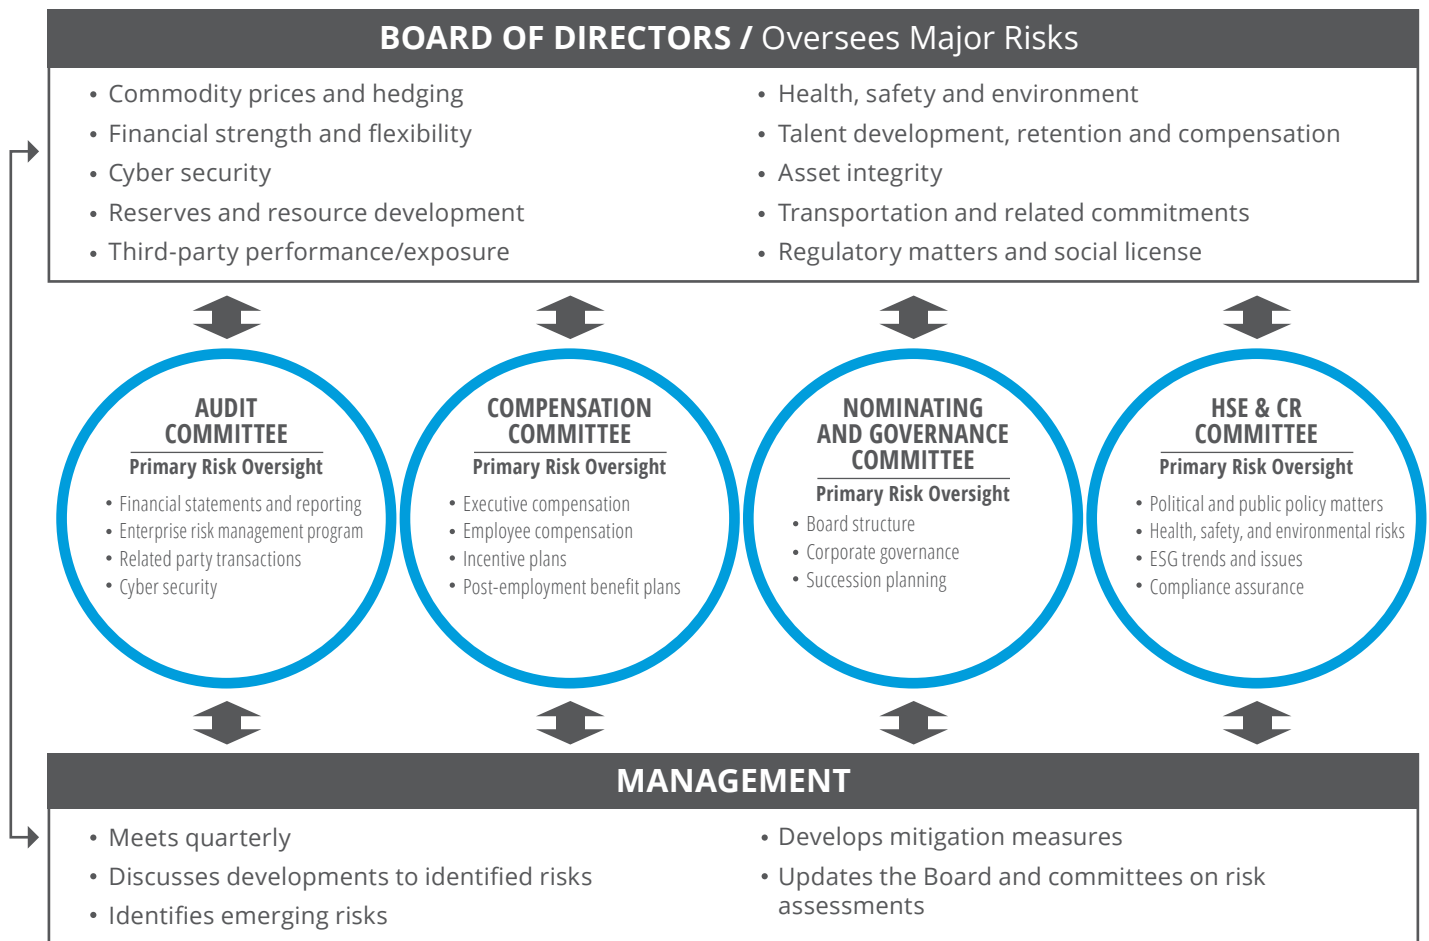 BOARD OF DIRECTORS / Oversees Major Risks
• Commodity prices and hedging
• Financial strength and flexibility
• Cyber security
• Reserves and resource development
• Third-party performance/exposure
• Health, safety and environment
• Talent development, retention and compensation
• Asset integrity
• Transportation and related commitments
• Regulatory matters and social license
AUDIT
COMMITTEE
Primary Risk Oversight
• Financial statements and reporting
• Enterprise risk management program
• Related party transactions
• Cyber security
COMPENSATION
COMMITTEE
Primary Risk Oversight
• Executive compensation
• Employee compensation
• Incentive plans
• Post-employment benefit plans
NOMINATING
AND GOVERNANCE
COMMITTEE
Primary Risk Oversight
• Board structure
• Corporate governance
• Succession planning
HSE & CR
COMMITTEE
Primary Risk Oversight
• Political and public policy matters
• Health, safety, and environmental risks
• ESG trends and issues
• Compliance assurance
MANAGEMENT
• Meets quarterly
• Discusses developments to identified risks
• Identifies emerging risks
• Develops mitigation measures
• Updates the Board and committees on risk
assessments